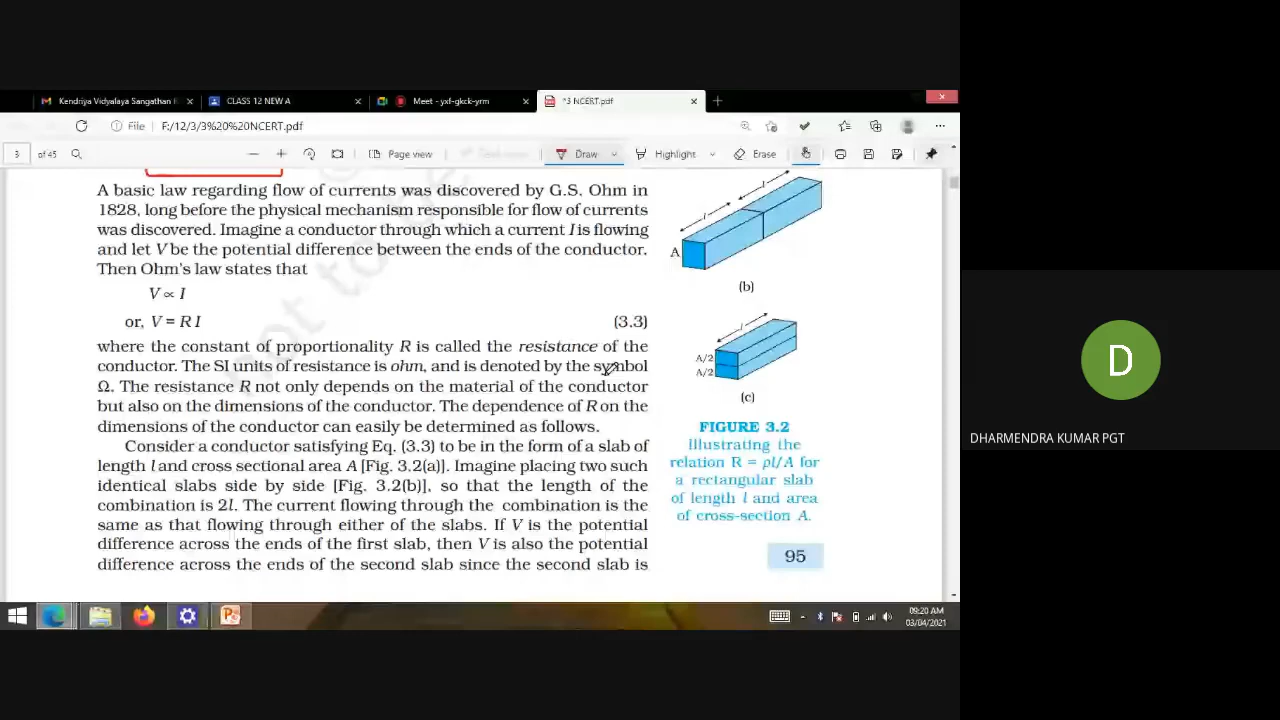 Kendriya Vidyalaya Sangathan
CLASS 12 NEW A
Meet - yxf-gkck-yrm
*3 NCERT.pdf
File
F:/12/3/3%20%20NCERT.pdf
3
of 45
Page view
Draw
Highlight
Erase
A basic law regarding flow of currents was discovered by G.S. Ohm in
1828, long before the physical mechanism responsible for flow of currents
was discovered. Imagine a conductor through which a current I is flowing
and let V be the potential difference between the ends of the conductor.
Then Ohm's law states that
V ∝ I
or, V = R I (3.3)
where the constant of proportionality R is called the resistance of the
conductor. The SI units of resistance is ohm, and is denoted by the symbol
Ω. The resistance R not only depends on the material of the conductor
but also on the dimensions of the conductor. The dependence of R on the
dimensions of the conductor can easily be determined as follows.
Consider a conductor satisfying Eq. (3.3) to be in the form of a slab of
length l and cross sectional area A [Fig. 3.2(a)]. Imagine placing two such
identical slabs side by side [Fig. 3.2(b)], so that the length of the
combination is 2l. The current flowing through the combination is the
same as that flowing through either of the slabs. If V is the potential
difference across the ends of the first slab, then V is also the potential
difference across the ends of the second slab since the second slab is
not to be
l
l
A
(b)
l
A/2
A/2
(c)
FIGURE 3.2
Illustrating the
relation R = ρl/A for
a rectangular slab
of length l and area
of cross-section A.
95
09:20 AM
03/04/2021
D
DHARMENDRA KUMAR PGT